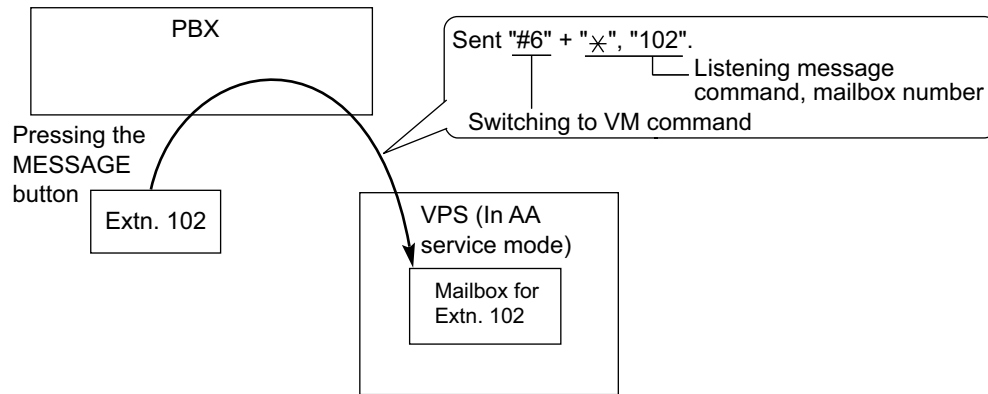 PBX
Sent "#6" + "⚹", "102".
Listening message
command, mailbox number
Switching to VM command
Pressing the
MESSAGE
button
Extn. 102
VPS (In AA
service mode)
Mailbox for
Extn. 102